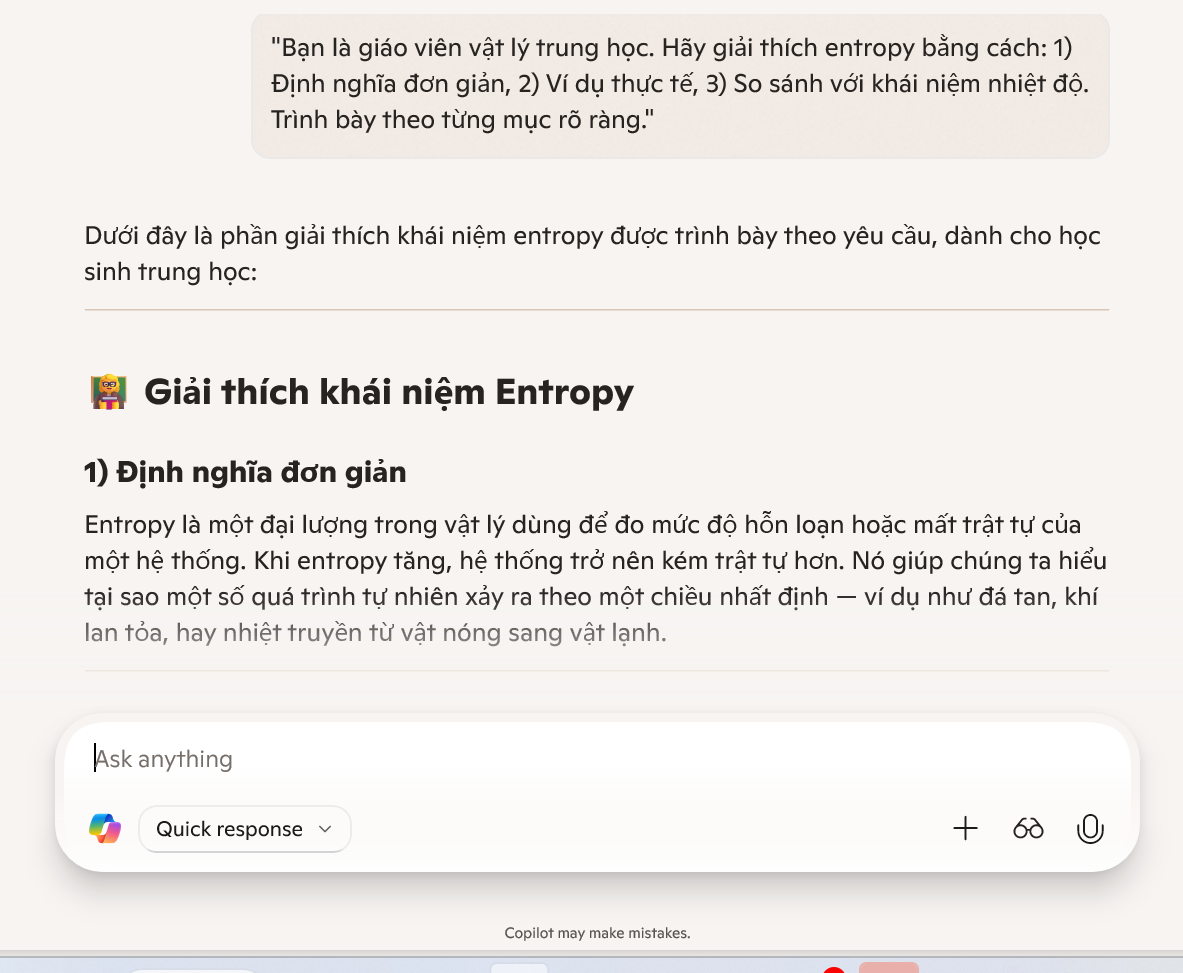 "Bạn là giáo viên vật lý trung học. Hãy giải thích entropy bằng cách: 1)
Định nghĩa đơn giản, 2) Ví dụ thực tế, 3) So sánh với khái niệm nhiệt độ.
Trình bày theo từng mục rõ ràng."
Dưới đây là phần giải thích khái niệm entropy được trình bày theo yêu cầu, dành cho học
sinh trung học:
Giải thích khái niệm Entropy
1) Định nghĩa đơn giản
Entropy là một đại lượng trong vật lý dùng để đo mức độ hỗn loạn hoặc mất trật tự của
một hệ thống. Khi entropy tăng, hệ thống trở nên kém trật tự hơn. Nó giúp chúng ta hiểu
tại sao một số quá trình tự nhiên xảy ra theo một chiều nhất định — ví dụ như đá tan, khí
lan tỏa, hay nhiệt truyền từ vật nóng sang vật lạnh.
Ask anything
Quick response
Copilot may make mistakes.